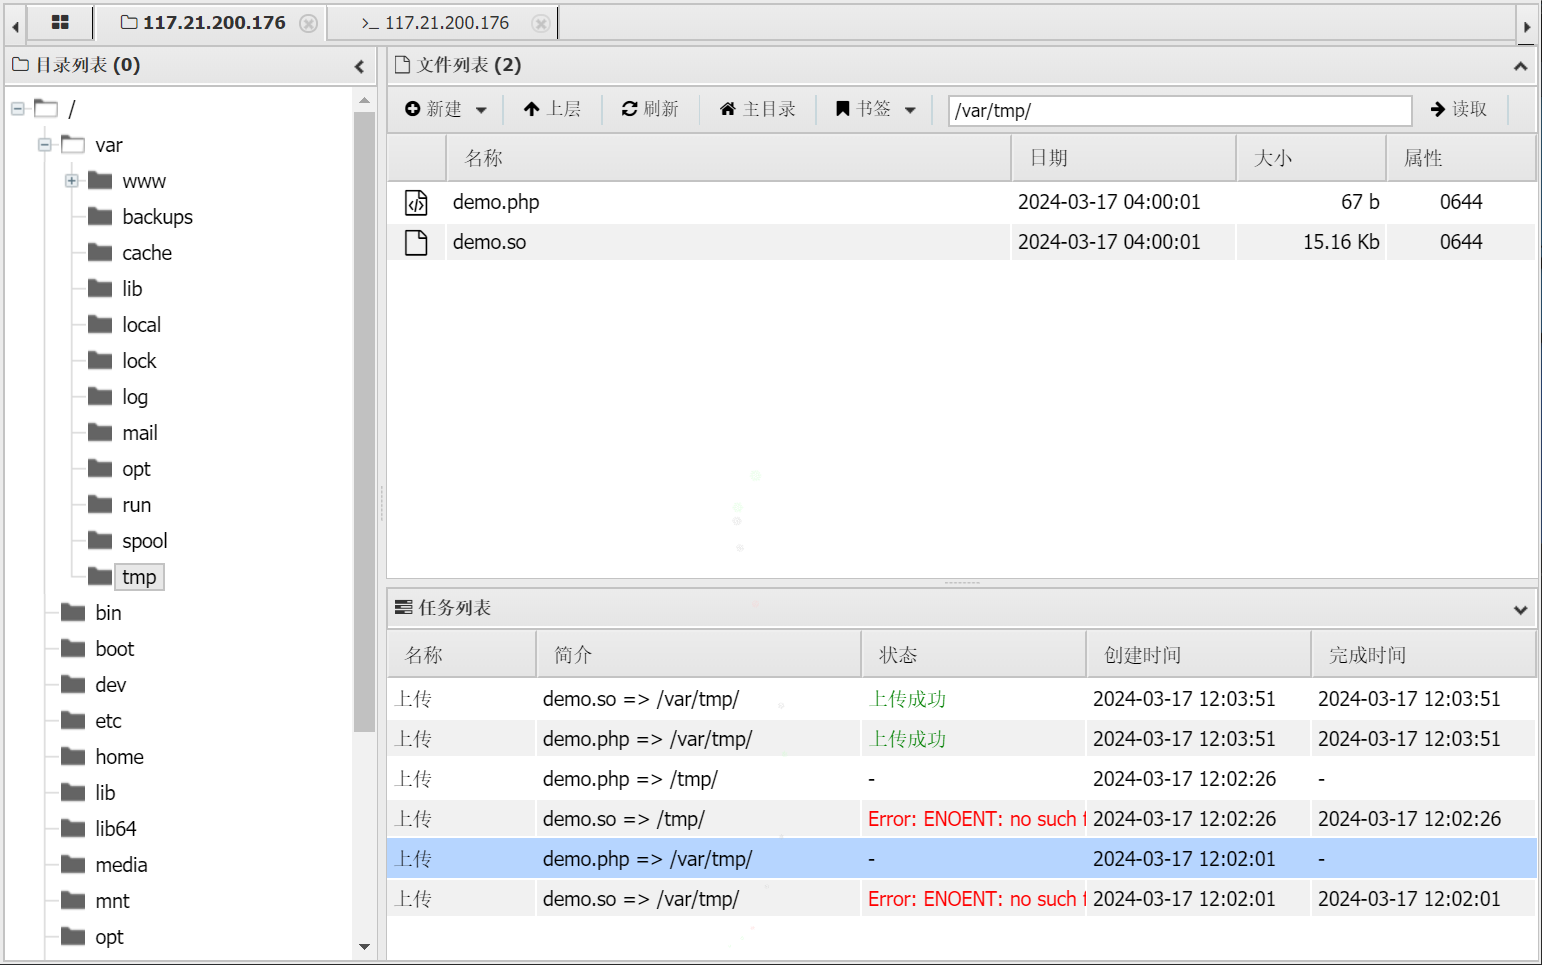 117.21.200.176 >_ 117.21.200.176
目录列表 (0)
/
var
www
backups
cache
lib
local
lock
log
mail
opt
run
spool
tmp
bin
boot
dev
etc
home
lib
lib64
media
mnt
opt
文件列表 (2)
新建 上层 刷新 主目录 书签 /var/tmp/ 读取
名称 日期 大小 属性
demo.php 2024-03-17 04:00:01 67 b 0644
demo.so 2024-03-17 04:00:01 15.16 Kb 0644
任务列表
名称 简介 状态 创建时间 完成时间
上传 demo.so => /var/tmp/ 上传成功 2024-03-17 12:03:51 2024-03-17 12:03:51
上传 demo.php => /var/tmp/ 上传成功 2024-03-17 12:03:51 2024-03-17 12:03:51
上传 demo.php => /tmp/ - 2024-03-17 12:02:26 -
上传 demo.so => /tmp/ Error: ENOENT: no such 2024-03-17 12:02:26 2024-03-17 12:02:26
上传 demo.php => /var/tmp/ - 2024-03-17 12:02:01 -
上传 demo.so => /var/tmp/ Error: ENOENT: no such 2024-03-17 12:02:01 2024-03-17 12:02:01